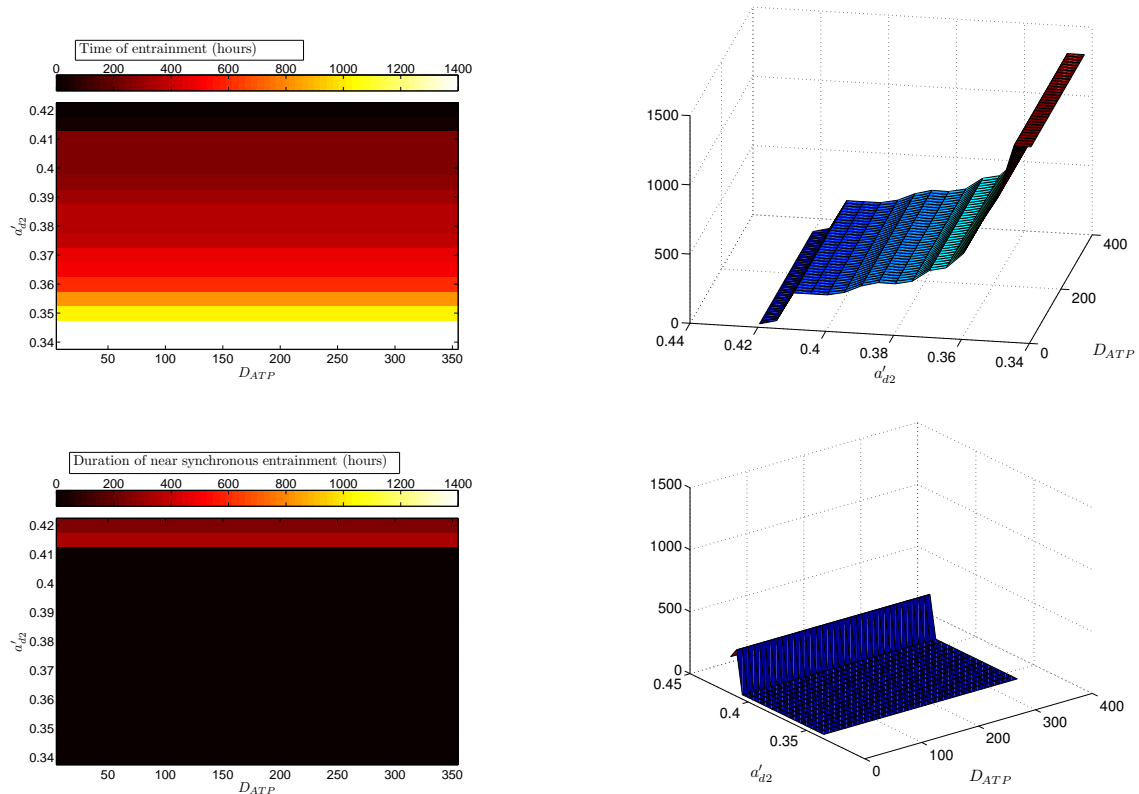 Time of entrainment (hours)
0 200 400 600 800 1000 1200 1400
0.42
0.41
0.4
0.39
0.38
0.37
0.36
0.35
0.34
a′d2
50 100 150 200 250 300 350
D_ATP
1500
1000
500
0
0.44 0.42 0.4 0.38 0.36 0.34
a′d2
0 200 400
D_ATP
Duration of near synchronous entrainment (hours)
0 200 400 600 800 1000 1200 1400
0.42
0.41
0.4
0.39
0.38
0.37
0.36
0.35
0.34
a′d2
50 100 150 200 250 300 350
D_ATP
1500
1000
500
0
0.45 0.4 0.35
a′d2
0 100 200 300 400
D_ATP